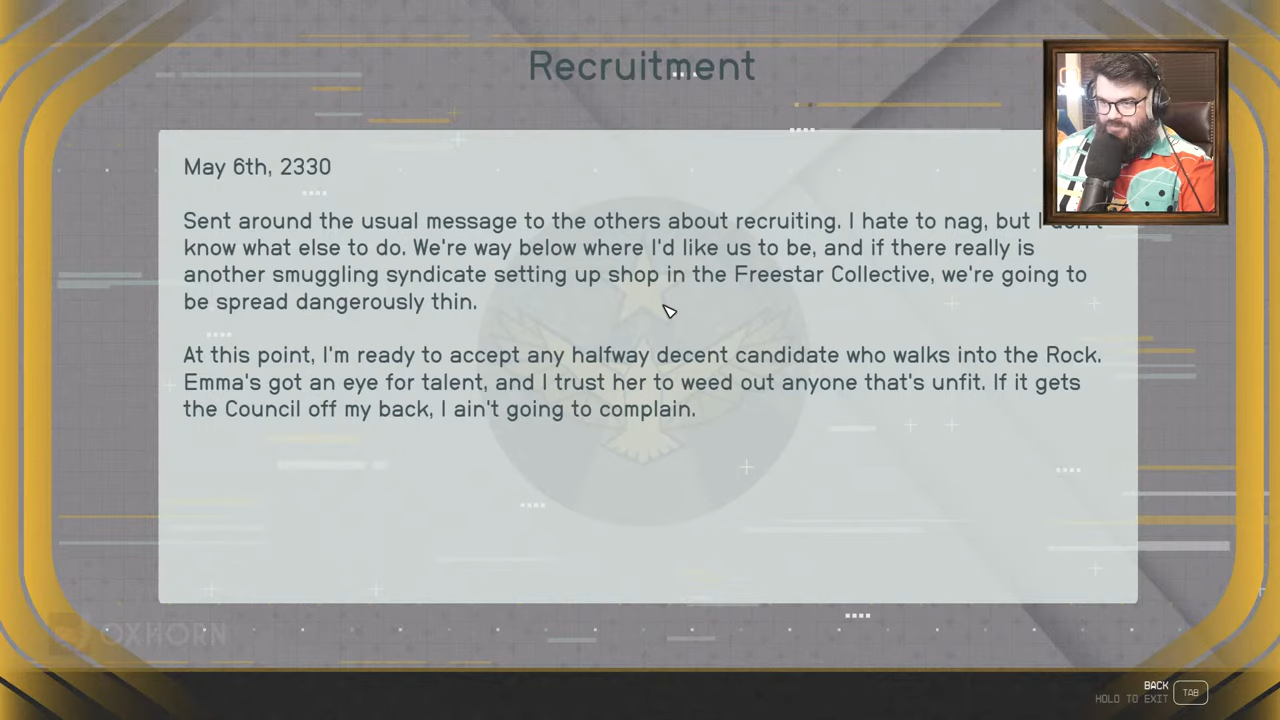 Recruitment
May 6th, 2330
Sent around the usual message to the others about recruiting. I hate to nag, but I don't
know what else to do. We're way below where I'd like us to be, and if there really is
another smuggling syndicate setting up shop in the Freestar Collective, we're going to
be spread dangerously thin.
At this point, I'm ready to accept any halfway decent candidate who walks into the Rock.
Emma's got an eye for talent, and I trust her to weed out anyone that's unfit. If it gets
the Council off my back, I ain't going to complain.
OXHORN
BACK
HOLD TO EXIT TAB